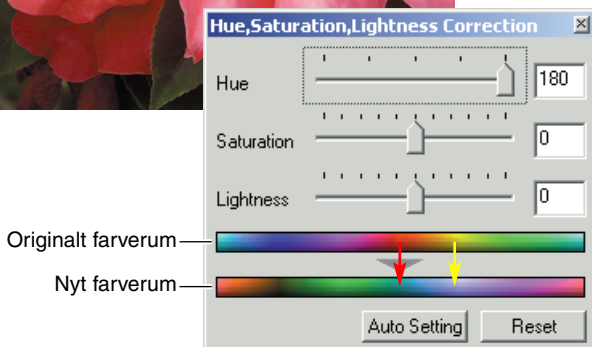 Hue,Saturation,Lightness Correction
Hue
180
Saturation
0
Lightness
0
Originalt farverum
Nyt farverum
Auto Setting
Reset